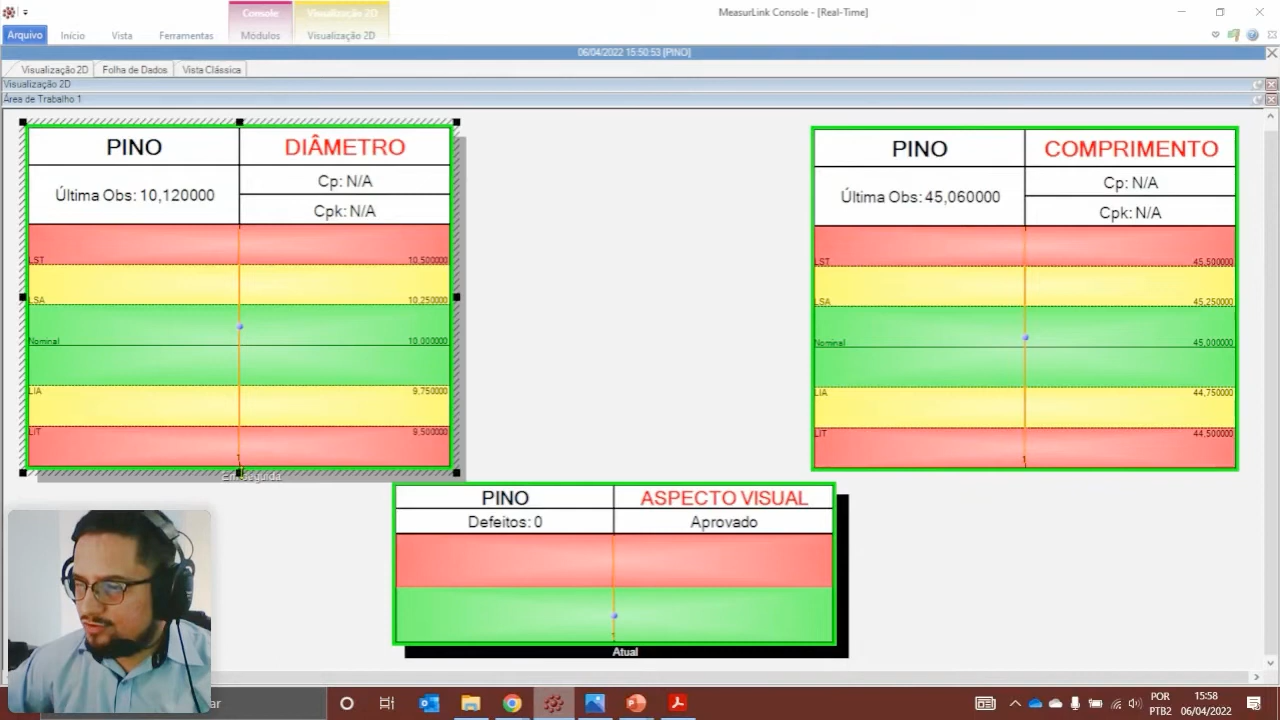 MeasurLink Console - [Real-Time]
Console
Visualização 2D
Arquivo
Início
Vista
Ferramentas
Módulos
Visualização 2D
06/04/2022 15:50:53 [PINO]
Visualização 2D
Folha de Dados
Vista Clássica
Visualização 2D
Área de Trabalho 1
PINO
DIÂMETRO
Última Obs: 10,120000
Cp: N/A
Cpk: N/A
LST
10,500000
LSA
10,250000
Nominal
10,000000
LIA
9,750000
LIT
9,500000
1
Em seguida
PINO
COMPRIMENTO
Última Obs: 45,060000
Cp: N/A
Cpk: N/A
LST
45,500000
LSA
45,250000
Nominal
45,000000
LIA
44,750000
LIT
44,500000
1
PINO
ASPECTO VISUAL
Defeitos: 0
Aprovado
1
Atual
ar
POR
PTB2
15:58
06/04/2022